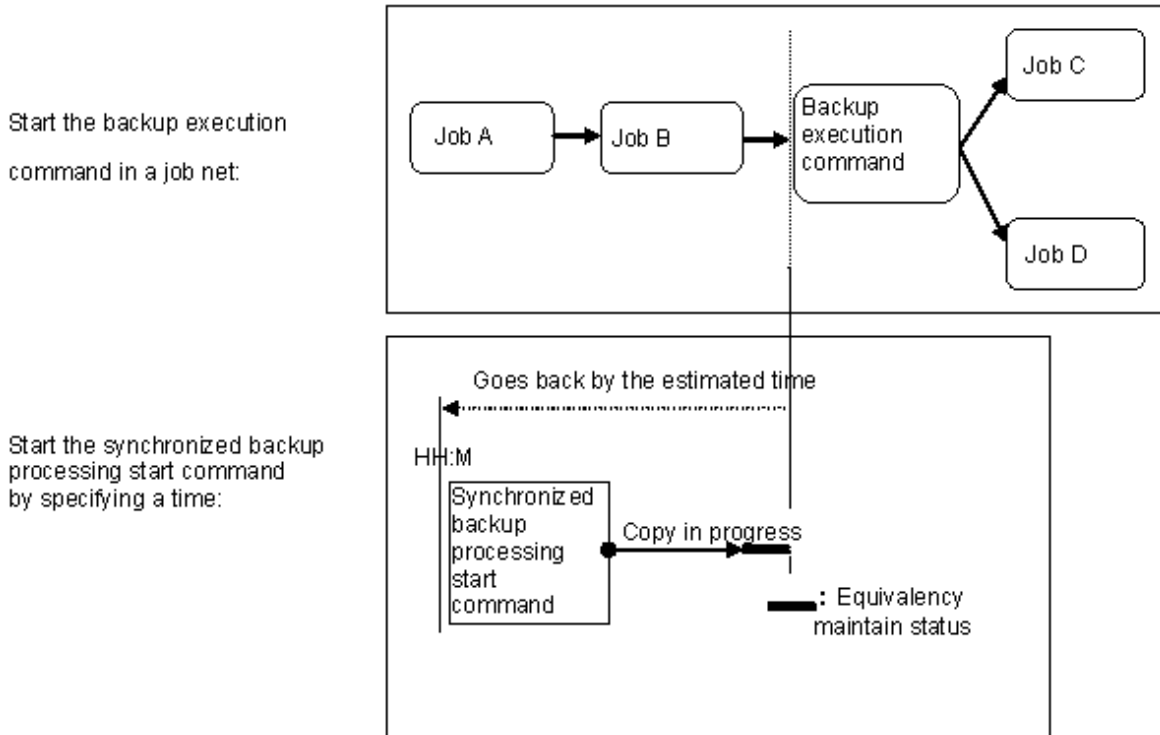 Start the backup execution
command in a job net:
Job A
Job B
Backup
execution
command
Job C
Job D
Start the synchronized backup
processing start command
by specifying a time:
Goes back by the estimated time
HH:M
Synchronized
backup
processing
start
command
Copy in progress
: Equivalency
maintain status